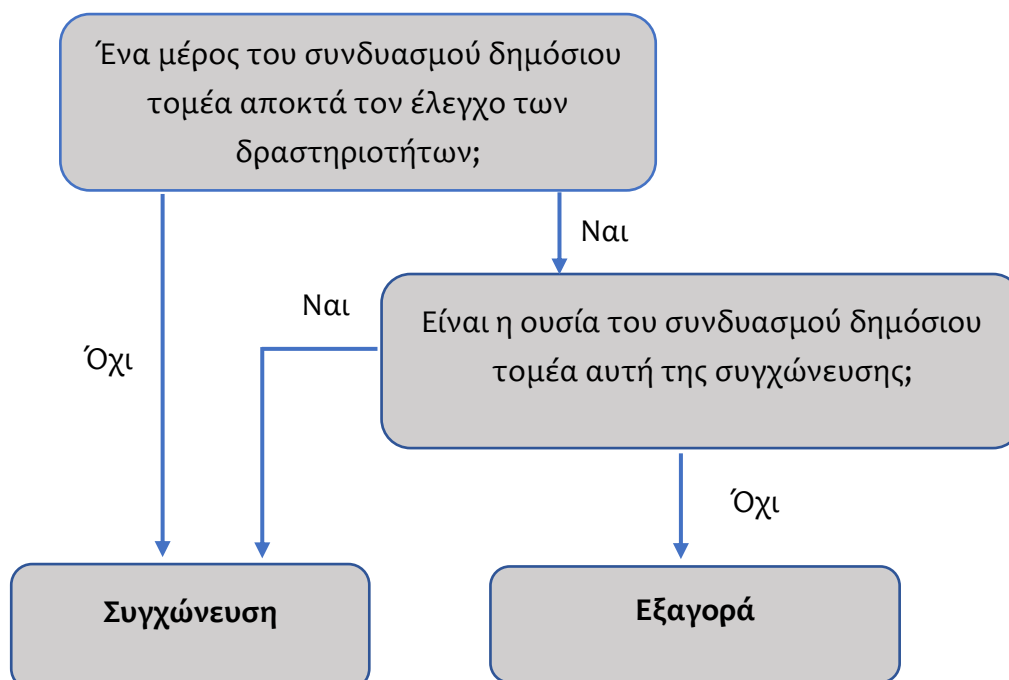 Ένα μέρος του συνδυασμού δημόσιου
τομέα αποκτά τον έλεγχο των
δραστηριοτήτων;
Ναι
Ναι
Όχι
Είναι η ουσία του συνδυασμού δημόσιου
τομέα αυτή της συγχώνευσης;
Όχι
Συγχώνευση
Εξαγορά